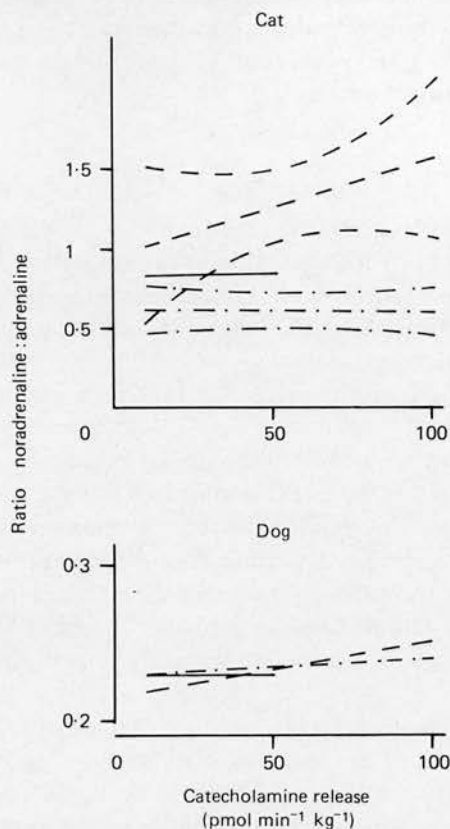 Cat
1·5
1
0·5
0
50
100
Ratio noradrenaline : adrenaline
Dog
0·3
0·2
0
50
100
Catecholamine release
(pmol min⁻¹ kg⁻¹)